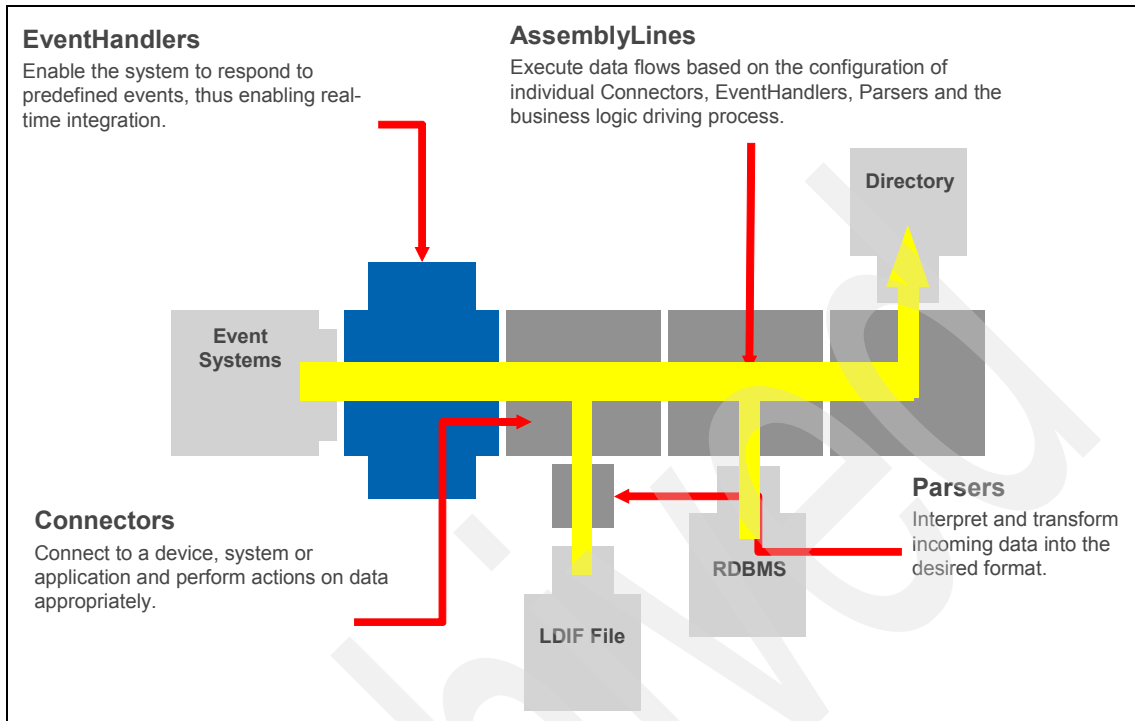 EventHandlers
Enable the system to respond to
predefined events, thus enabling real-
time integration.
AssemblyLines
Execute data flows based on the configuration of
individual Connectors, EventHandlers, Parsers and the
business logic driving process.
Directory
Event
Systems
Connectors
Connect to a device, system or
application and perform actions on data
appropriately.
LDIF File
RDBMS
Parsers
Interpret and transform
incoming data into the
desired format.